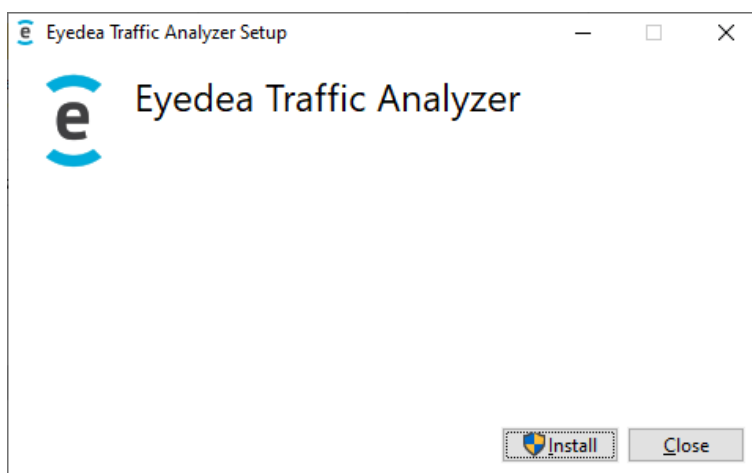 Eyedea Traffic Analyzer Setup
e
Eyedea Traffic Analyzer
Install
Close